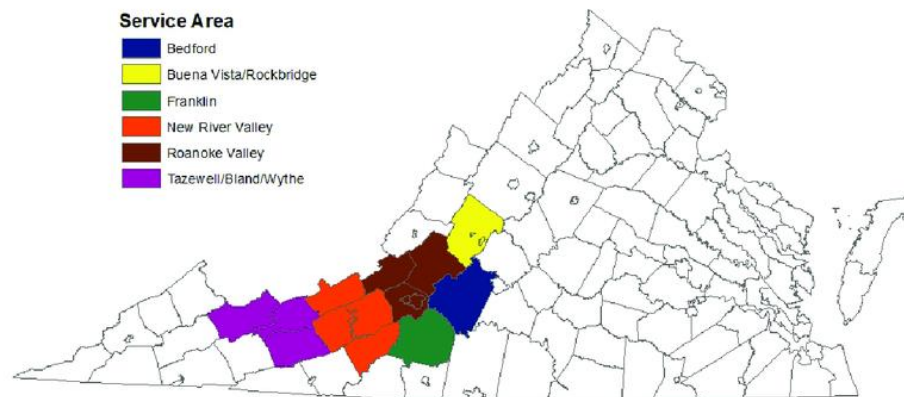 Service Area
Bedford
Buena Vista/Rockbridge
Franklin
New River Valley
Roanoke Valley
Tazewell/Bland/Wythe